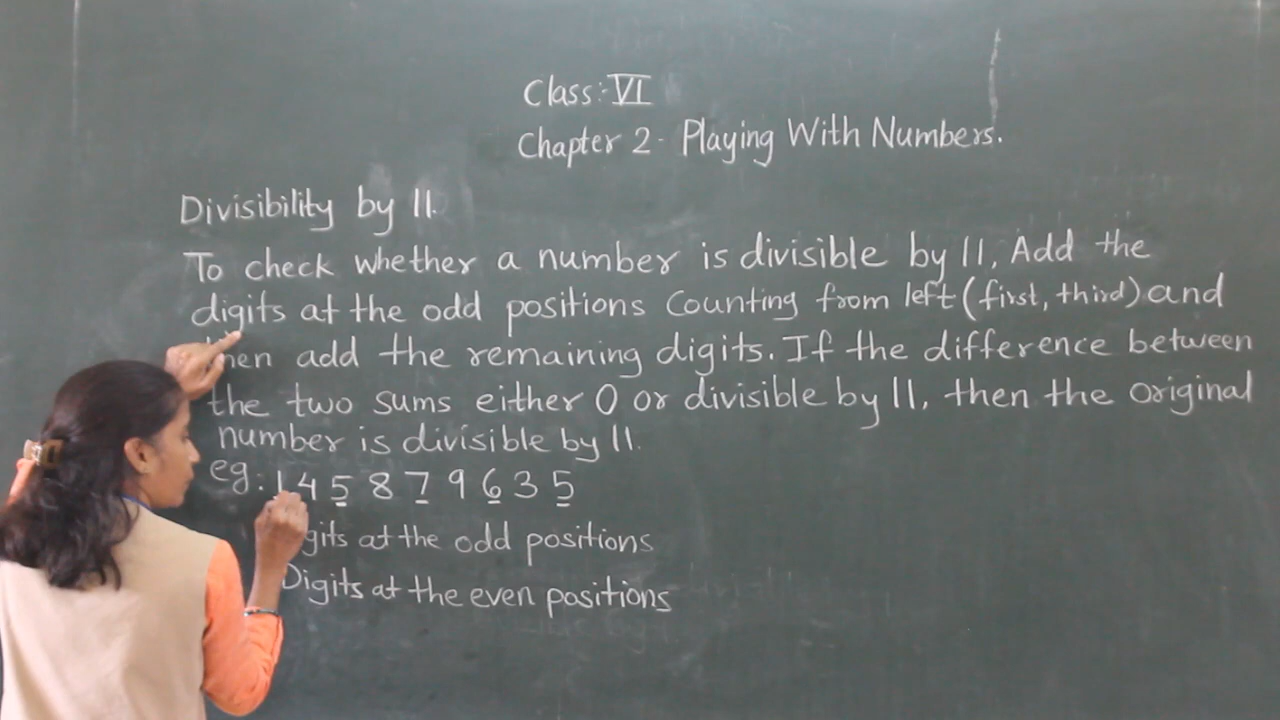 Class:- VI
Chapter 2- Playing With Numbers.
Divisibility by 11.
To check whether a number is divisible by 11, Add the
digits at the odd positions Counting from left (first, third) and
then add the remaining digits. If the difference between
the two sums either 0 or divisible by 11, then the original
number is divisible by 11.
eg: 1 4 5 8 7 9 6 3 5
gits at the odd positions
Digits at the even positions